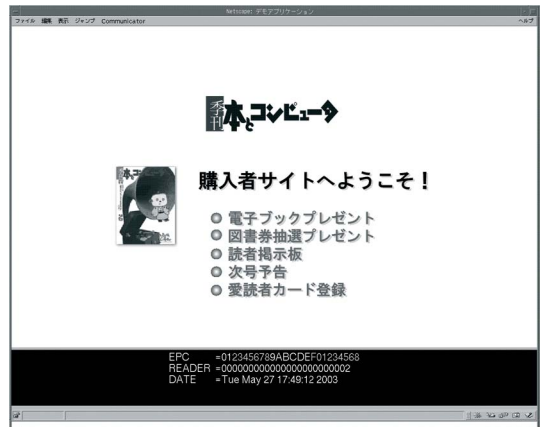 Netscape: デモアプリケーション
ファイル 編集 表示 ジャンプ Communicator ヘルプ
季刊 本とコンピュータ
購入者サイトへようこそ！
電子ブックプレゼント
図書券抽選プレゼント
読者掲示板
次号予告
愛読者カード登録
EPC =0123456789ABCDEF01234568
READER =000000000000000000000002
DATE =Tue May 27 17:49:12 2003